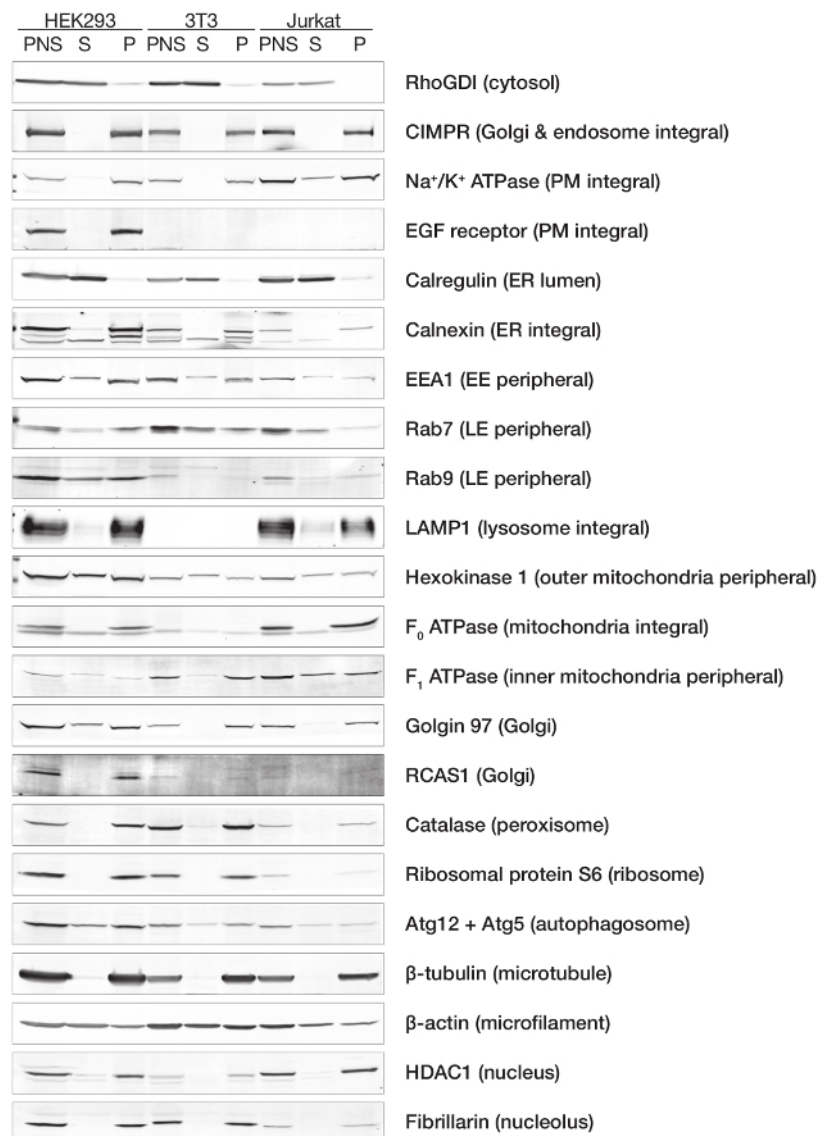 HEK293 3T3 Jurkat
PNS S P PNS S P PNS S P
RhoGDI (cytosol)
CIMPR (Golgi & endosome integral)
Na⁺/K⁺ ATPase (PM integral)
EGF receptor (PM integral)
Calregulin (ER lumen)
Calnexin (ER integral)
EEA1 (EE peripheral)
Rab7 (LE peripheral)
Rab9 (LE peripheral)
LAMP1 (lysosome integral)
Hexokinase 1 (outer mitochondria peripheral)
F₀ ATPase (mitochondria integral)
F₁ ATPase (inner mitochondria peripheral)
Golgin 97 (Golgi)
RCAS1 (Golgi)
Catalase (peroxisome)
Ribosomal protein S6 (ribosome)
Atg12 + Atg5 (autophagosome)
β-tubulin (microtubule)
β-actin (microfilament)
HDAC1 (nucleus)
Fibrillarin (nucleolus)